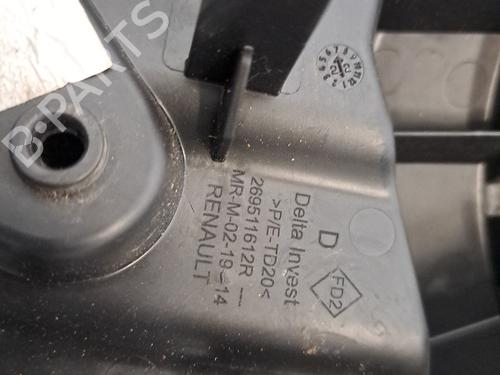 D
FD2
Delta Invest
>P/E-TD20<
269511612R ---
MR-M-02-19-14
RENAULT
B-PARTS